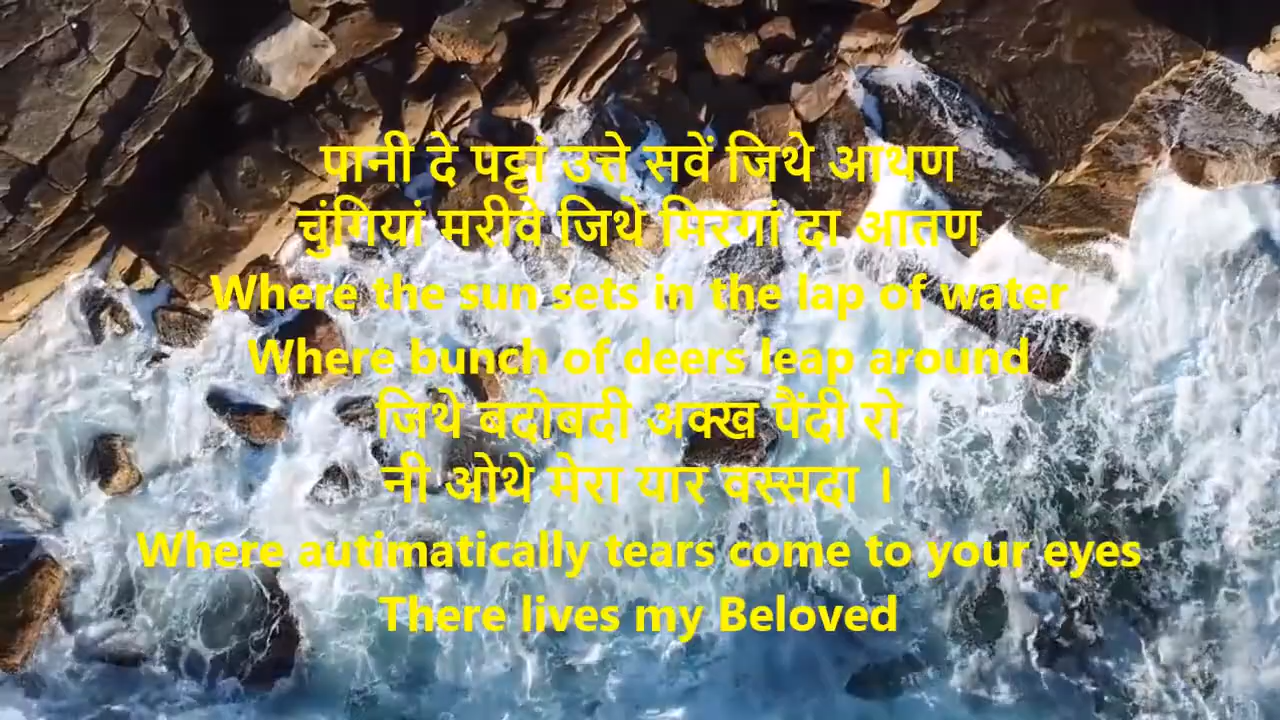 पानी दे पट्टां उत्ते सवें जिथे आथण
चुंगियां मरीवे जिथे मिरगां दा आतण
Where the sun sets in the lap of water
Where bunch of deers leap around
जिथे बदोबदी अक्ख पैंदी रो
नी ओथे मेरा यार वस्सदा ।
Where autimatically tears come to your eyes
There lives my Beloved